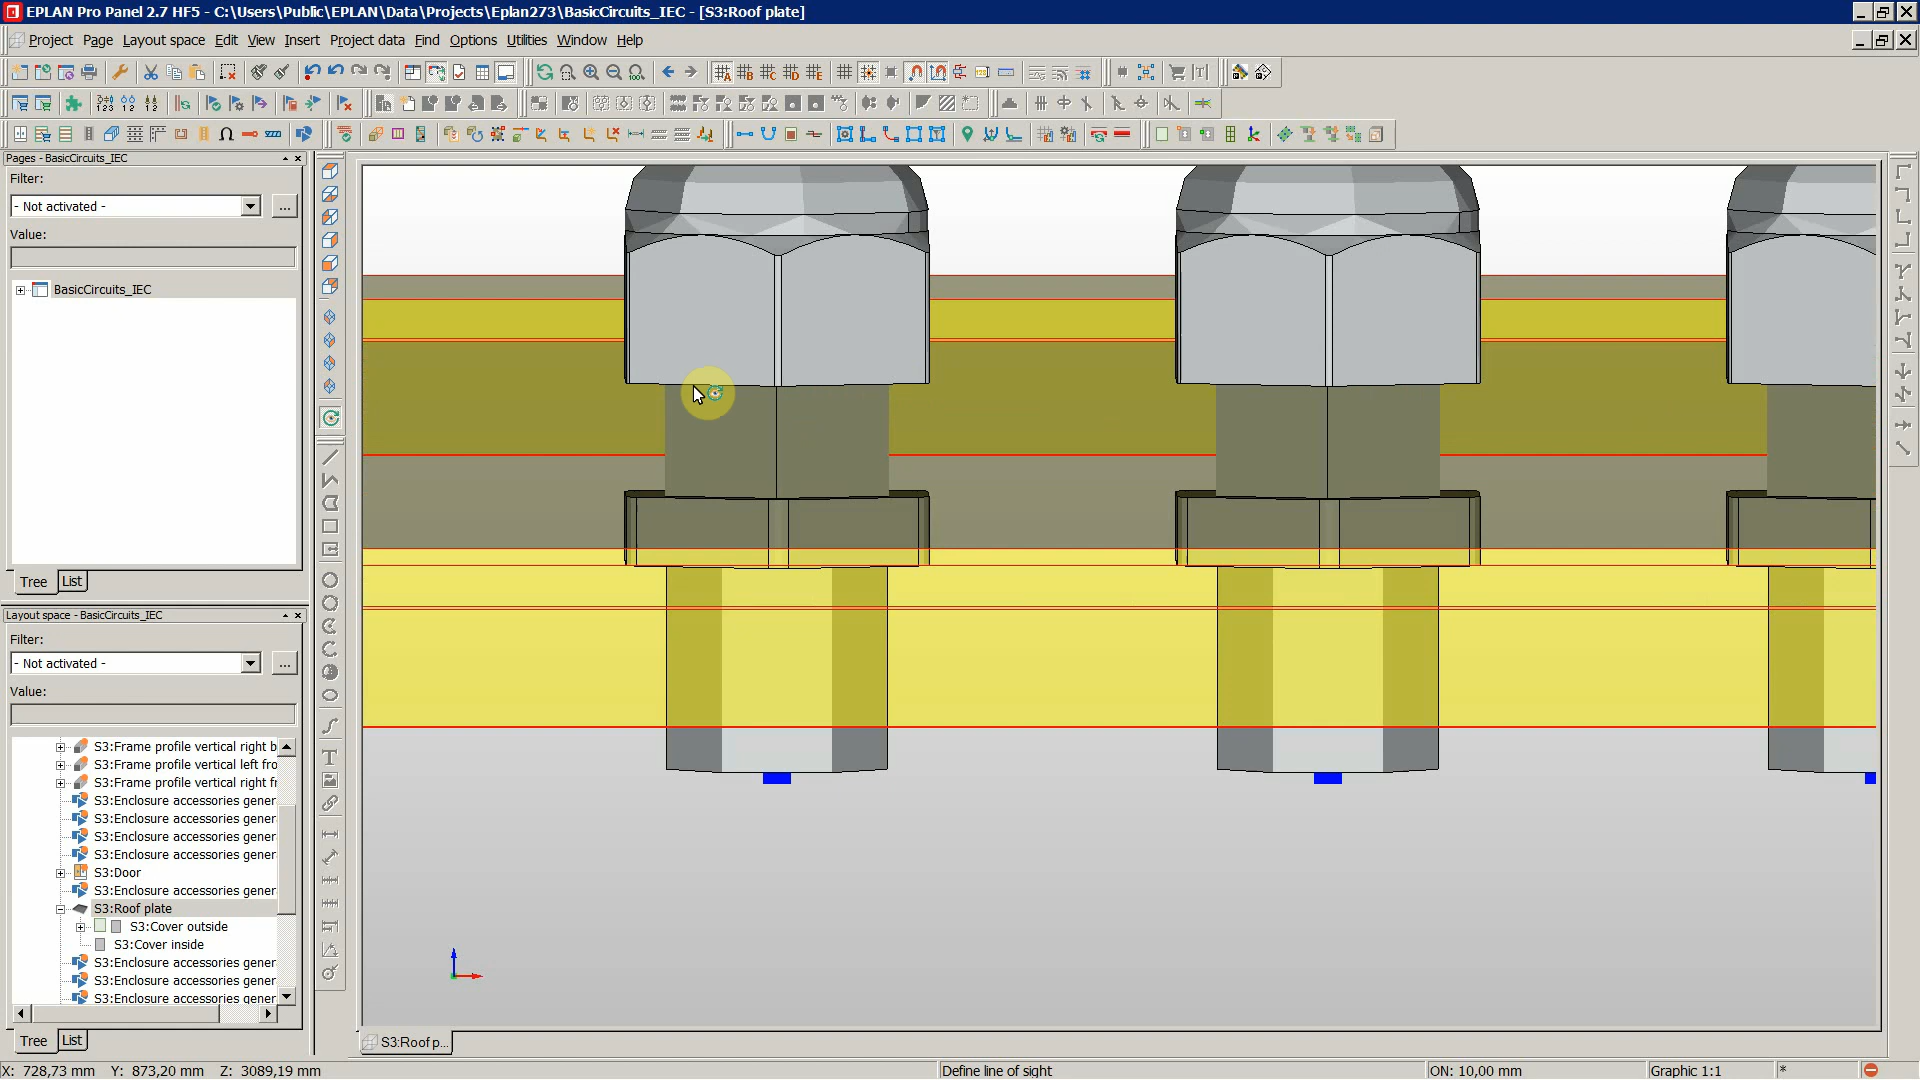 EPLAN Pro Panel 2.7 HF5 - C:\Users\Public\EPLAN\Data\Projects\Eplan273\BasicCircuits_IEC - [S3:Roof plate]
Project Page Layout space Edit View Insert Project data Find Options Utilities Window Help
Pages - BasicCircuits_IEC
Filter:
- Not activated -
...
Value:
BasicCircuits_IEC
Tree List
Layout space - BasicCircuits_IEC
Filter:
- Not activated -
...
Value:
S3:Frame profile vertical right b
S3:Frame profile vertical left fro
S3:Frame profile vertical right fr
S3:Enclosure accessories gener
S3:Enclosure accessories gener
S3:Enclosure accessories gener
S3:Enclosure accessories gener
S3:Door
S3:Enclosure accessories gener
S3:Roof plate
S3:Cover outside
S3:Cover inside
S3:Enclosure accessories gener
S3:Enclosure accessories gener
S3:Enclosure accessories gener
Tree List
S3:Roof p...
X: 728,73 mm Y: 873,20 mm Z: 3089,19 mm
Define line of sight
ON: 10,00 mm
Graphic 1:1
*